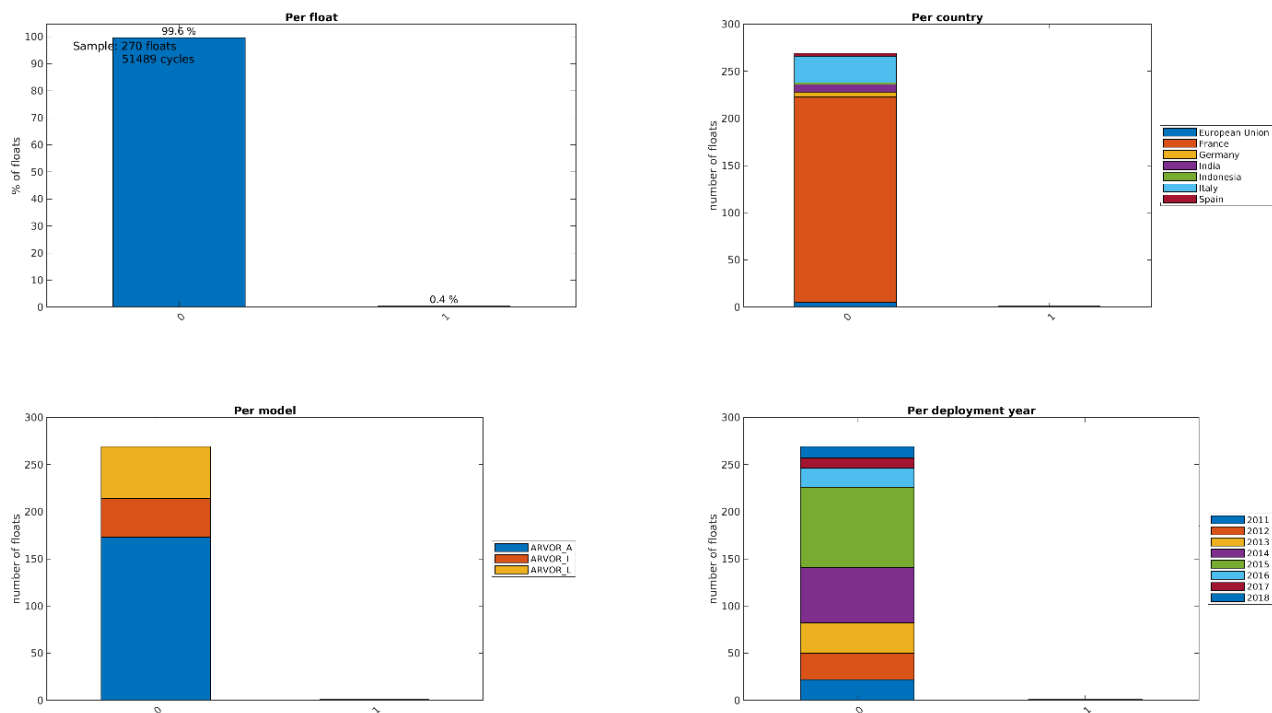 Per float
99.6 %
Sample: 270 floats
51489 cycles
100
90
80
70
60
50
40
30
20
10
0
% of floats
0.4 %
0
1
Per country
300
250
200
150
100
50
0
number of floats
0
1
European Union
France
Germany
India
Indonesia
Italy
Spain
Per model
300
250
200
150
100
50
0
number of floats
0
1
ARVOR_A
ARVOR_I
ARVOR_L
Per deployment year
300
250
200
150
100
50
0
number of floats
0
1
2011
2012
2013
2014
2015
2016
2017
2018